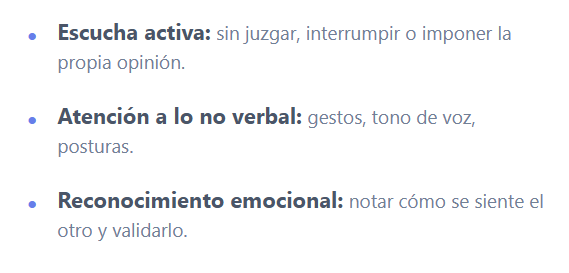 Escucha activa: sin juzgar, interrumpir o imponer la
propia opinión.
Atención a lo no verbal: gestos, tono de voz,
posturas.
Reconocimiento emocional: notar cómo se siente el
otro y validarlo.